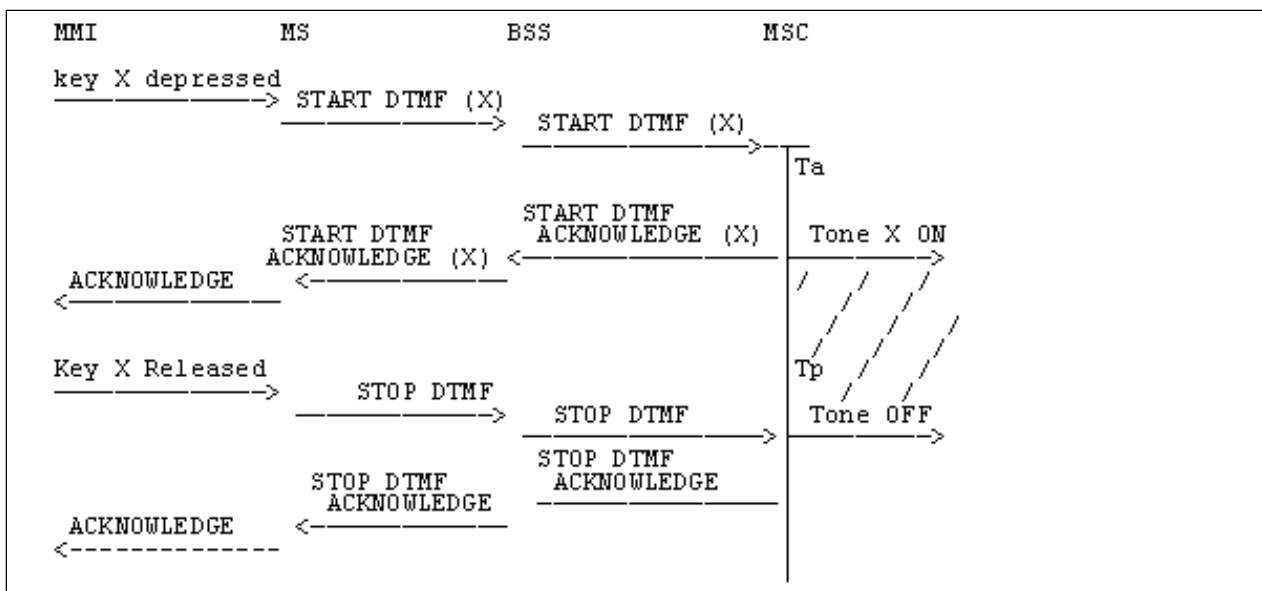 MMI MS BSS MSC
key X depressed
START DTMF (X)
START DTMF (X)
Ta
START DTMF
ACKNOWLEDGE (X)
Tone X ON
START DTMF
ACKNOWLEDGE (X)
ACKNOWLEDGE
Key X Released
Tp
STOP DTMF
STOP DTMF
Tone OFF
STOP DTMF
ACKNOWLEDGE
STOP DTMF
ACKNOWLEDGE
ACKNOWLEDGE